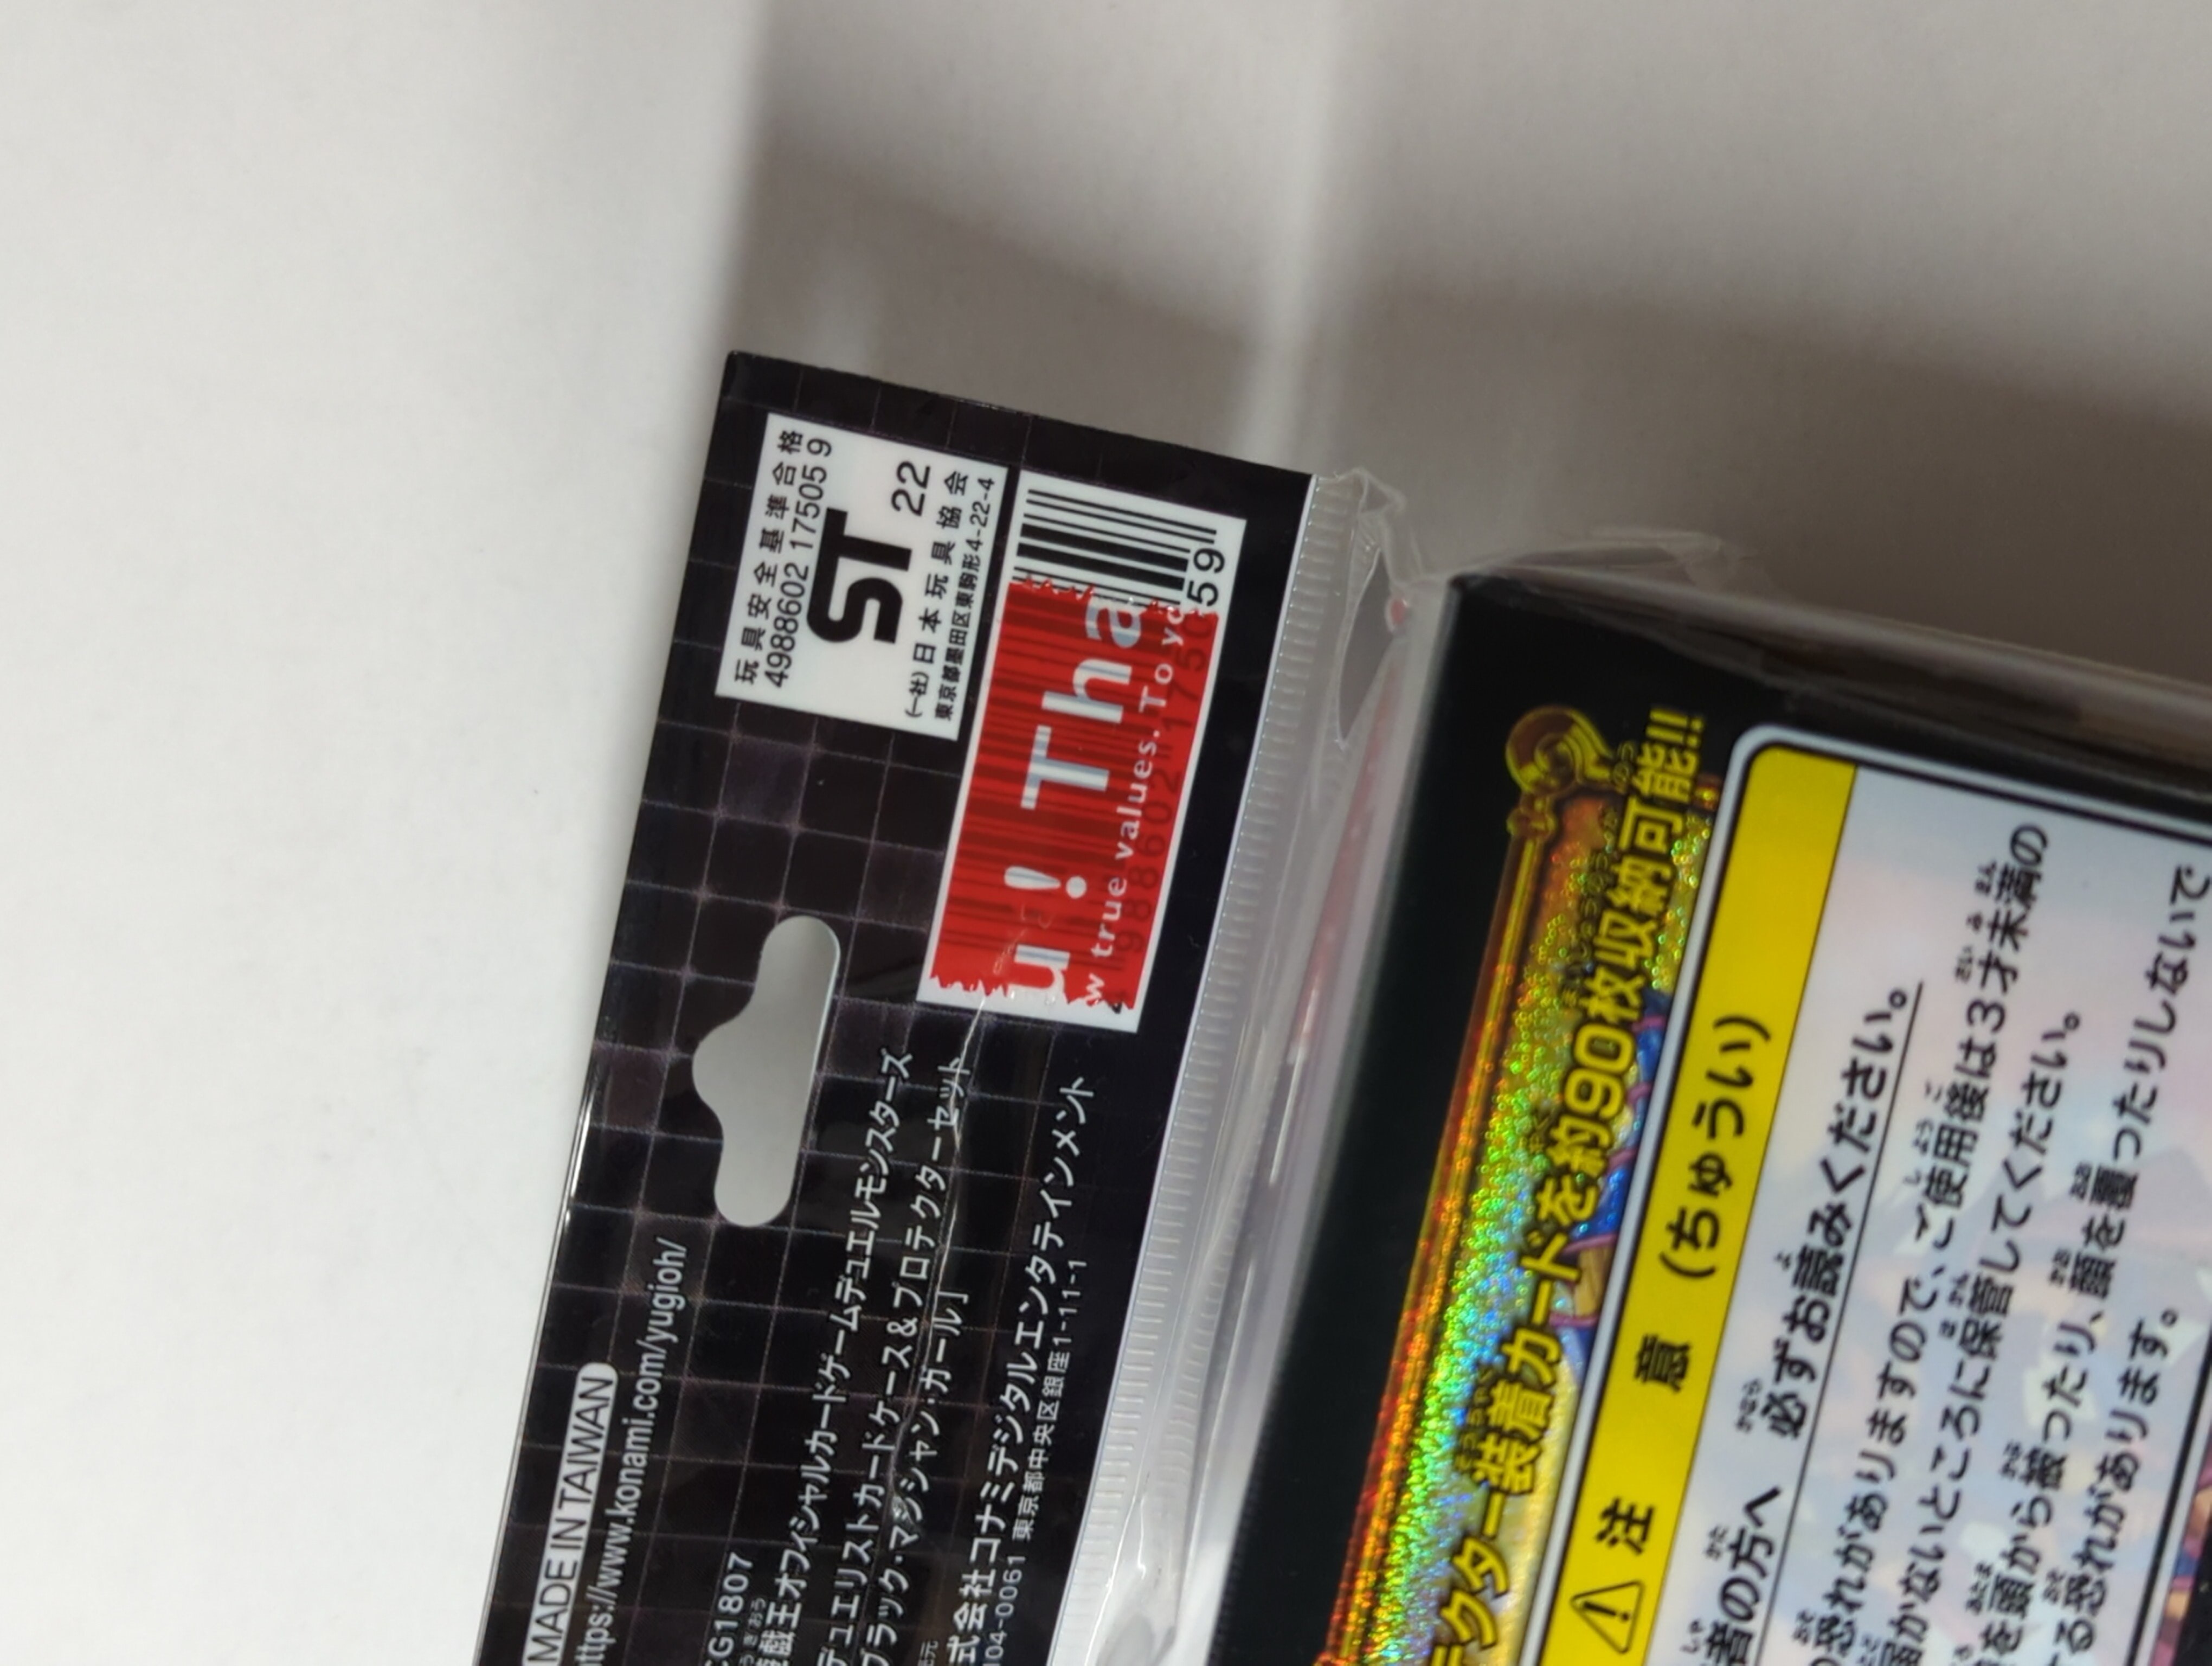 玩具安全基準合格
4988602 175059
ST 22
(一社)日本玩具協会
東京都墨田区東駒形4-22-4
u! Tha
w true values. To yo
59
MADE IN TAIWAN
https://www.konami.com/yugioh/
CG1807
遊戯王オフィシャルカードゲームデュエルモンスターズ
デュエリストカードケース&プロテクターセット
ブラック・マジシャン・ガール」
式会社コナミデジタルエンタテインメント
104-0061 東京都中央区銀座1-11-1
テクター装着カードを約90枚収納可能!!
注意(ちゅうい)
者の方へ 必ずお読みください。
の恐れがありますので、ご使用後は3才未満の
届かないところに保管してください。
を頭から被ったり、顔を覆ったりしないで
する恐れがあります。